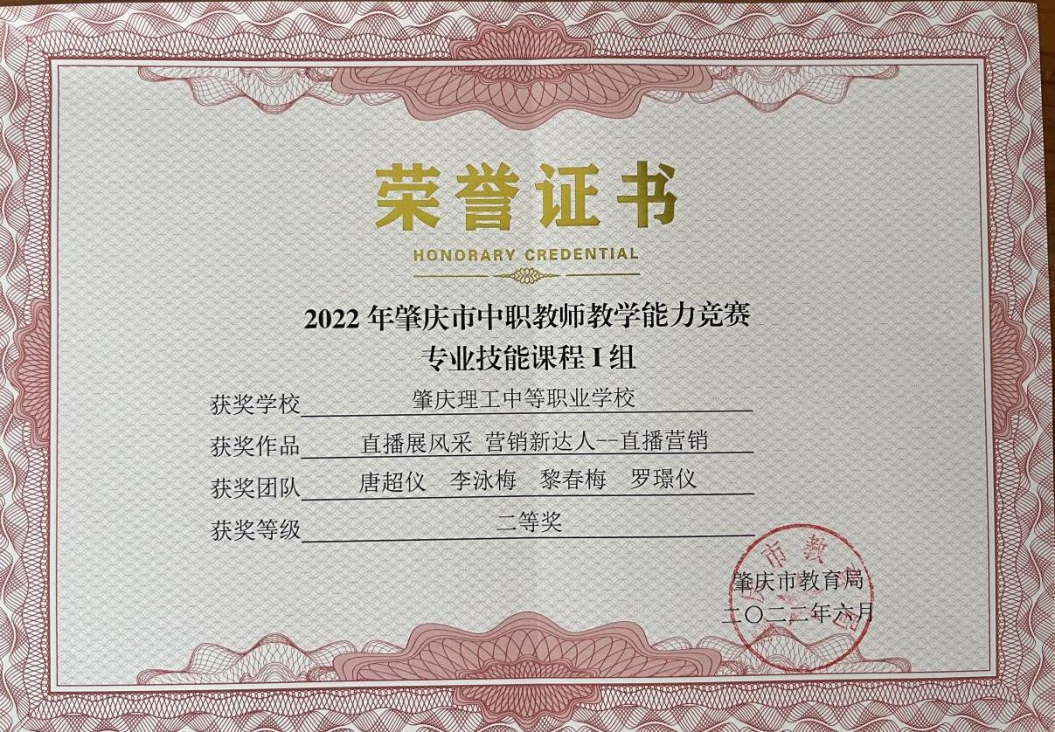 荣誉证书
HONORARY CREDENTIAL
2022 年肇庆市中职教师教学能力竞赛
专业技能课程 I 组
获奖学校 肇庆理工中等职业学校
获奖作品 直播展风采 营销新达人--直播营销
获奖团队 唐超仪 李泳梅 黎春梅 罗璟仪
获奖等级 二等奖
市教
肇庆市教育局
二〇二二年六月